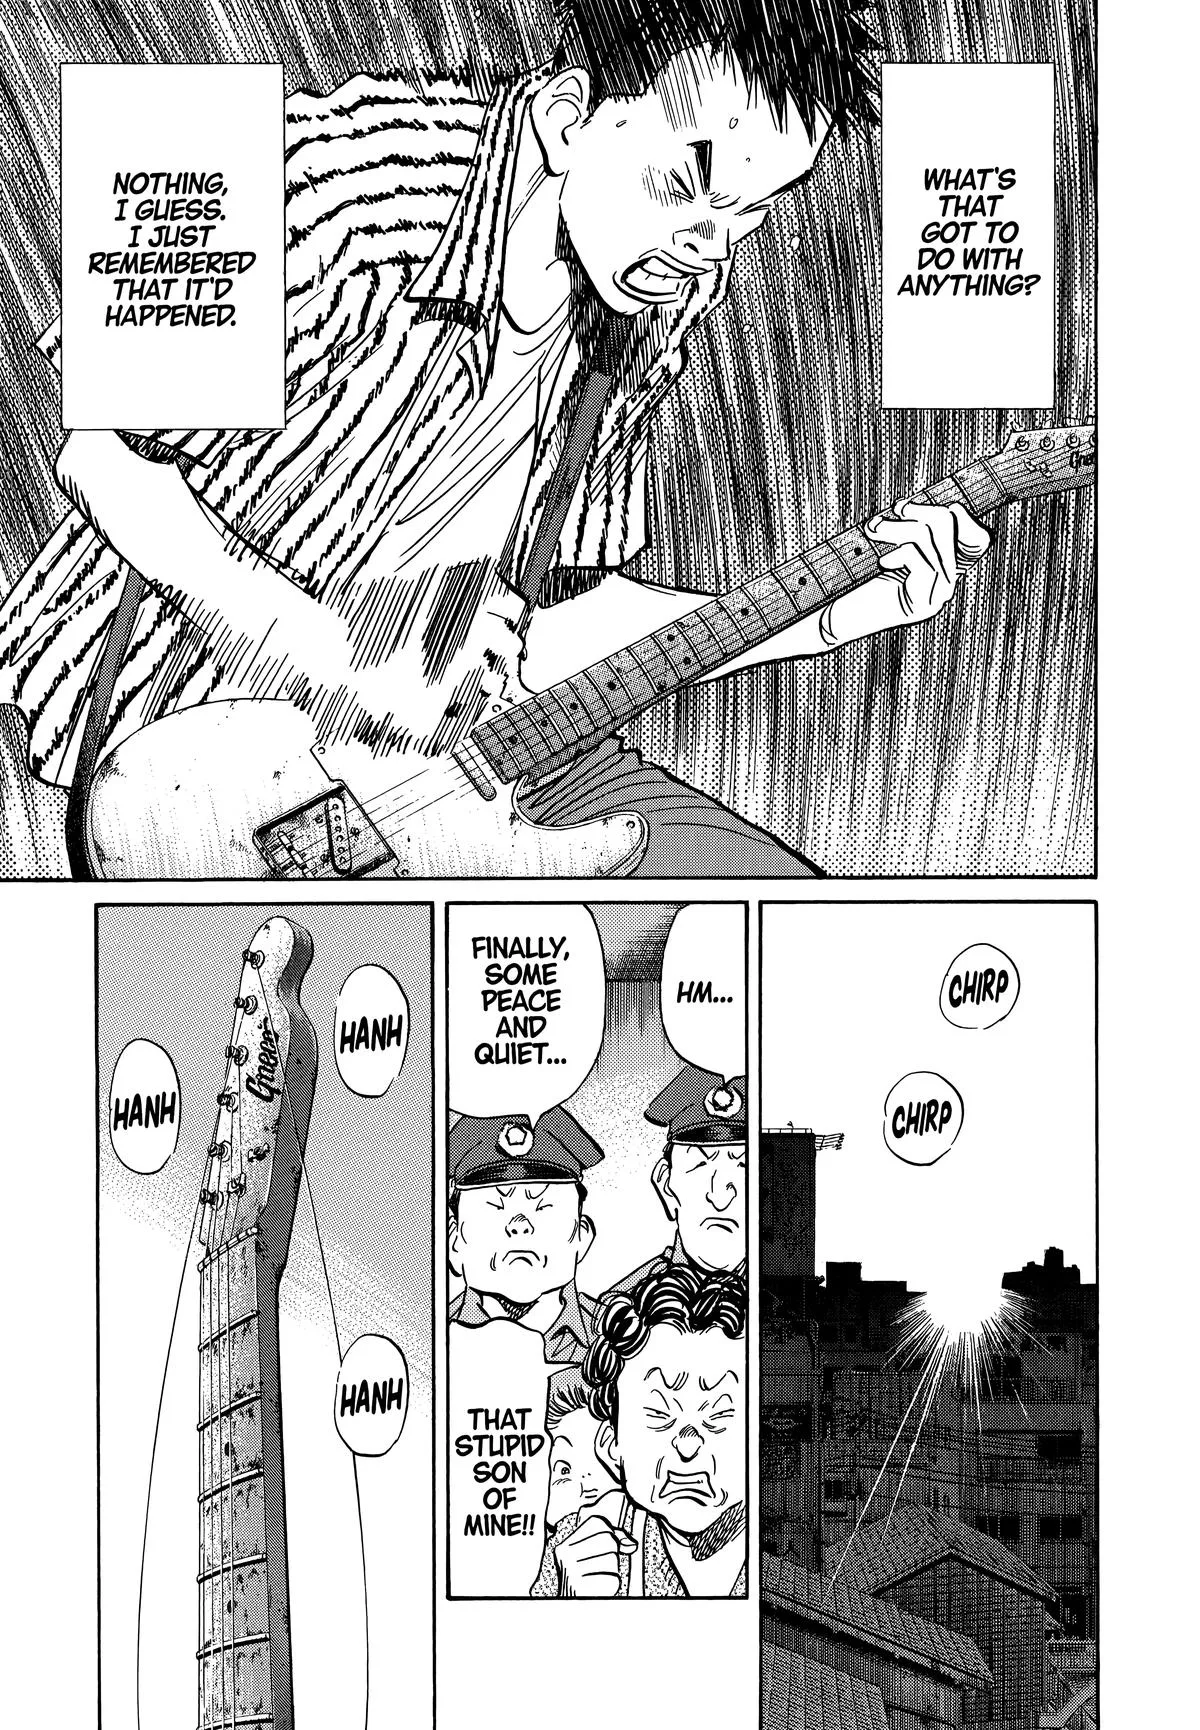 WHAT'S
THAT
GOT TO
DO WITH
ANYTHING?
NOTHING,
I GUESS.
I JUST
REMEMBERED
THAT IT'D
HAPPENED.
CHIRP
CHIRP
HM...
FINALLY,
SOME
PEACE
AND
QUIET...
THAT
STUPID
SON
OF
MINE!!
HANH
HANH
HANH